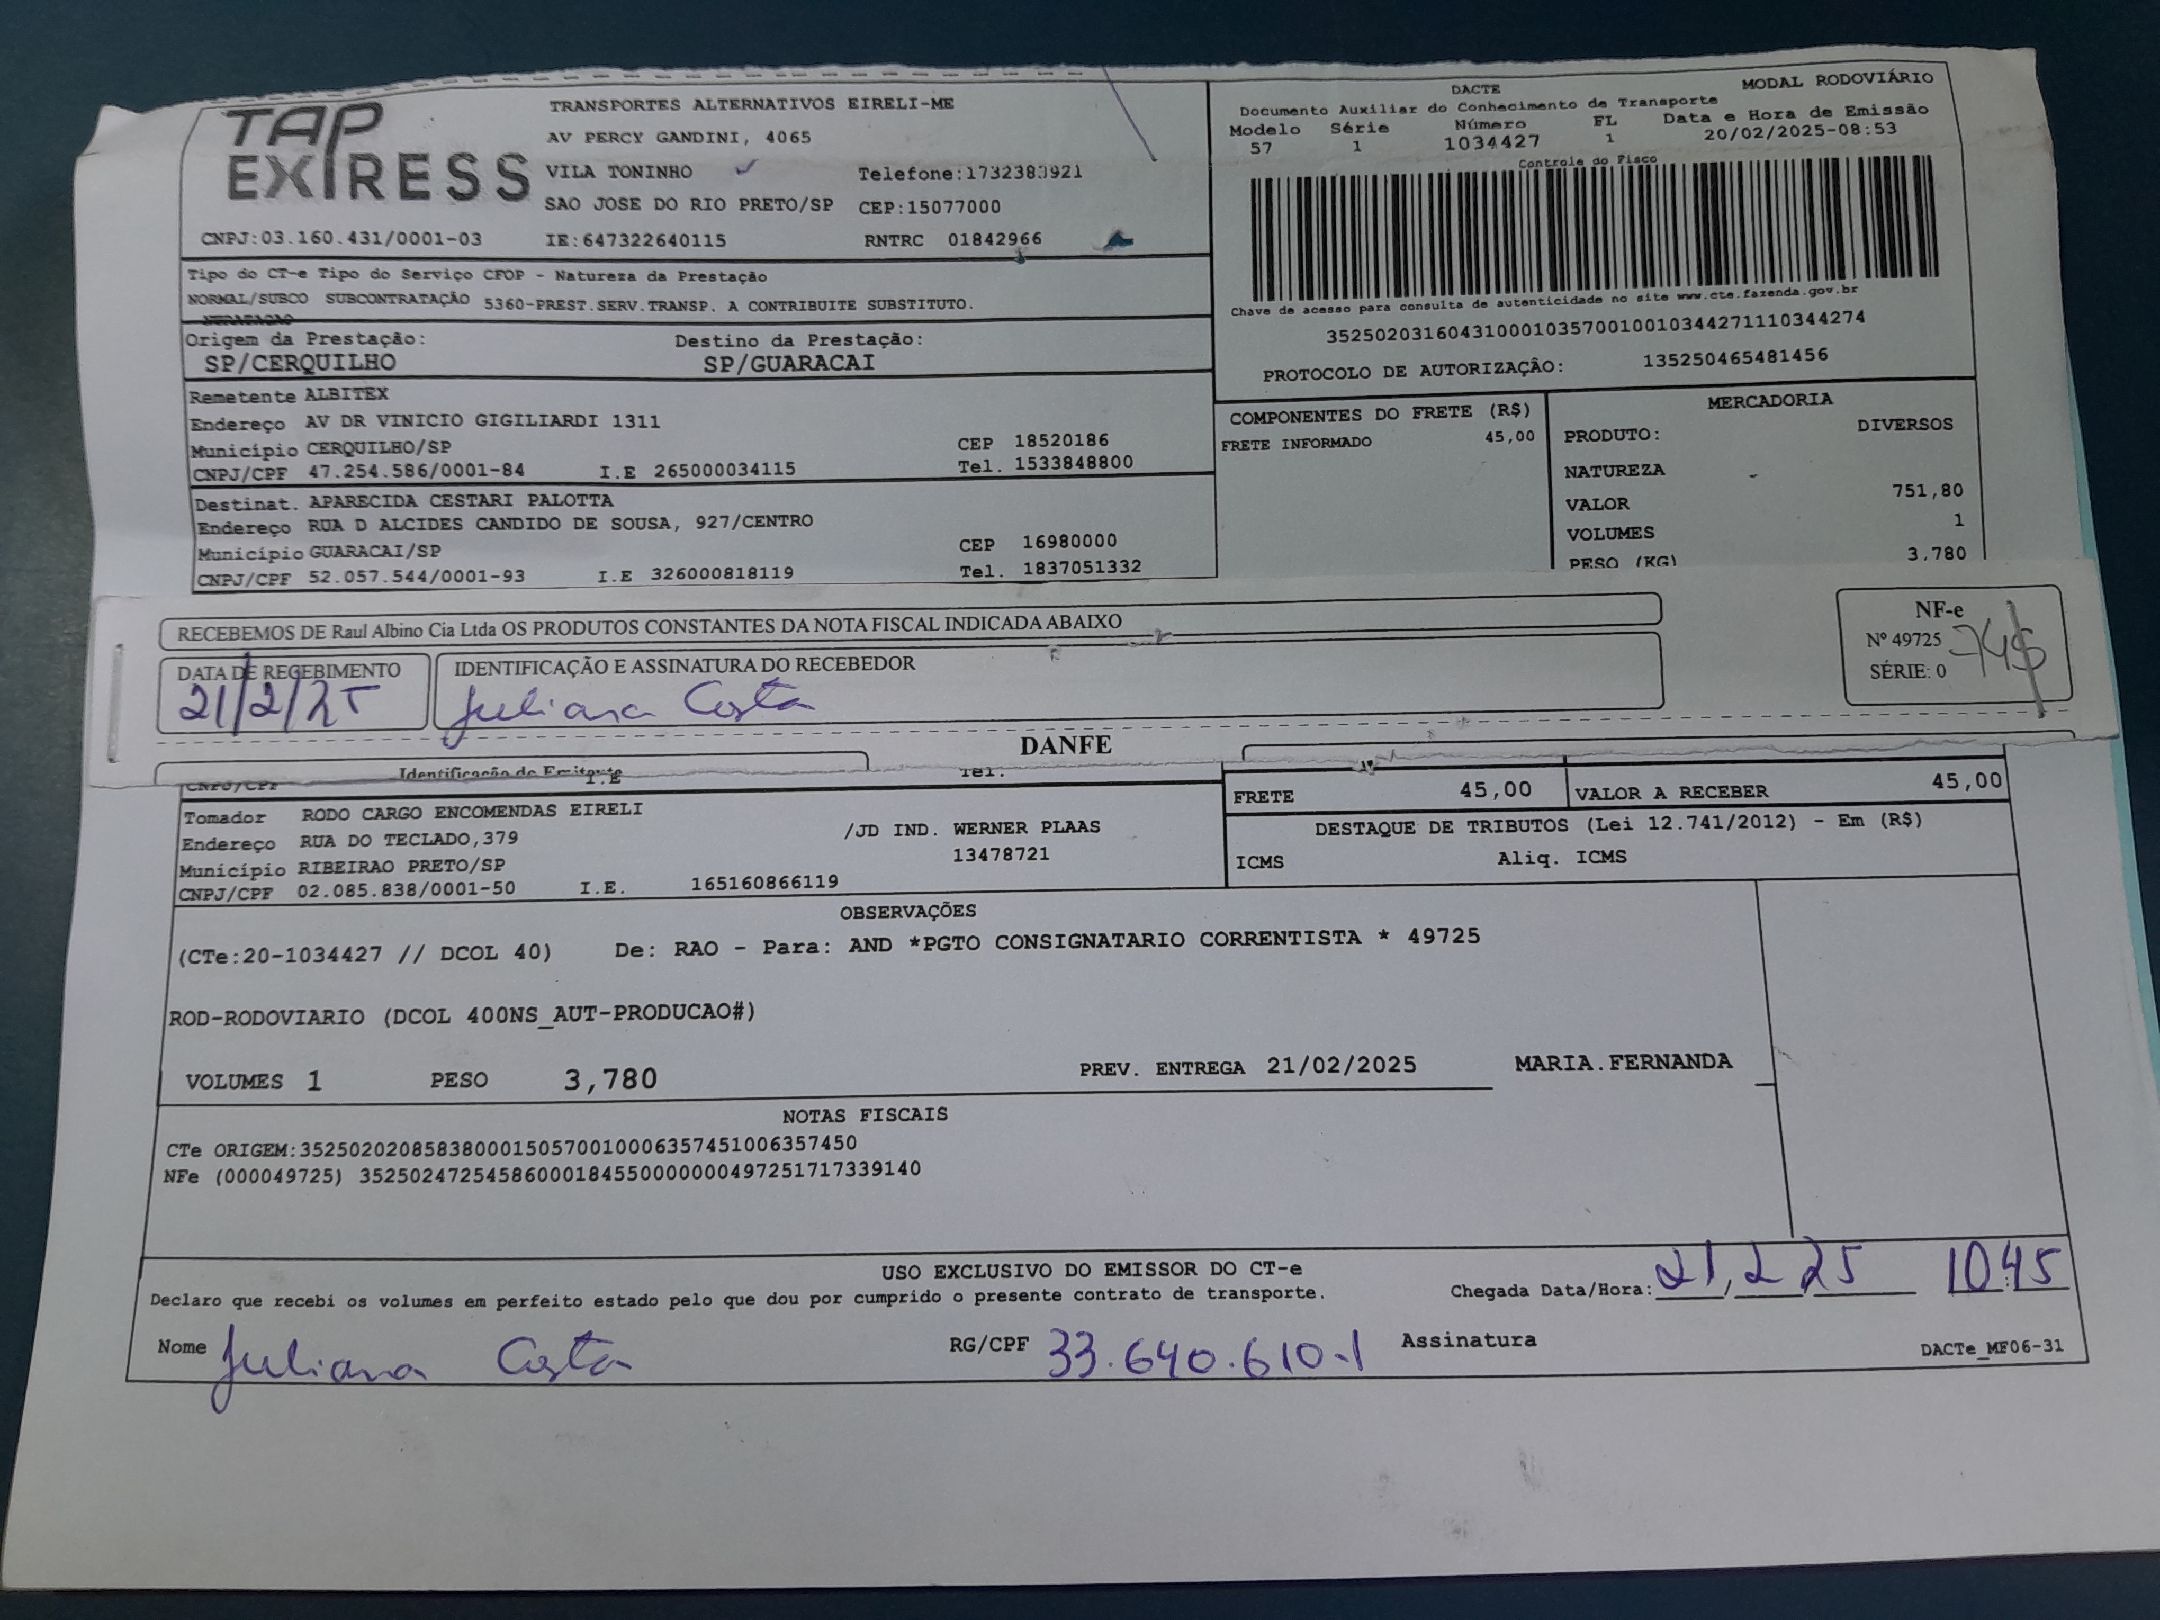 TAP EXPRESS
TRANSPORTES ALTERNATIVOS EIRELI-ME
AV PERCY GANDINI, 4065
VILA TONINHO Telefone:1732383921
SAO JOSE DO RIO PRETO/SP CEP:15077000
CNPJ:03.160.431/0001-03 IE:647322640115 RNTRC 01842966
DACTE MODAL RODOVIÁRIO
Documento Auxiliar do Conhecimento de Transporte
Modelo Série Número FL Data e Hora de Emissão
57 1 1034427 1 20/02/2025-08:53
Controle do Fisco
Chave de acesso para consulta de autenticidade no site www.cte.fazenda.gov.br
35250203160431000103570010010344271110344274
PROTOCOLO DE AUTORIZAÇÃO: 135250465481456
Tipo do CT-e Tipo do Serviço CFOP - Natureza da Prestação
NORMAL/SUBCO SUBCONTRATAÇÃO 5360-PREST.SERV.TRANSP. A CONTRIBUITE SUBSTITUTO.
Origem da Prestação: Destino da Prestação:
SP/CERQUILHO SP/GUARACAI
Remetente ALBITEX
Endereço AV DR VINICIO GIGILIARDI 1311
Município CERQUILHO/SP CEP 18520186
CNPJ/CPF 47.254.586/0001-84 I.E 265000034115 Tel. 1533848800
Destinat. APARECIDA CESTARI PALOTTA
Endereço RUA D ALCIDES CANDIDO DE SOUSA, 927/CENTRO
Município GUARACAI/SP CEP 16980000
CNPJ/CPF 52.057.544/0001-93 I.E 326000818119 Tel. 1837051332
COMPONENTES DO FRETE (R$)
FRETE INFORMADO 45,00
MERCADORIA
PRODUTO: DIVERSOS
NATUREZA
VALOR 751,80
VOLUMES 1
PESO (KG) 3,780
RECEBEMOS DE Raul Albino Cia Ltda OS PRODUTOS CONSTANTES DA NOTA FISCAL INDICADA ABAIXO
DATA DE RECEBIMENTO
21/2/25
IDENTIFICAÇÃO E ASSINATURA DO RECEBEDOR
Juliana Costa
NF-e
Nº 49725
SÉRIE: 0
DANFE
Identificação do Emitente
CNPJ/CPF I.E Tel.
FRETE 45,00 VALOR A RECEBER 45,00
Tomador RODO CARGO ENCOMENDAS EIRELI
Endereço RUA DO TECLADO,379 /JD IND. WERNER PLAAS
Município RIBEIRAO PRETO/SP 13478721
CNPJ/CPF 02.085.838/0001-50 I.E. 165160866119
DESTAQUE DE TRIBUTOS (Lei 12.741/2012) - Em (R$)
ICMS Aliq. ICMS
OBSERVAÇÕES
(CTe:20-1034427 // DCOL 40) De: RAO - Para: AND *PGTO CONSIGNATARIO CORRENTISTA * 49725
ROD-RODOVIARIO (DCOL 400NS_AUT-PRODUCAO#)
VOLUMES 1 PESO 3,780 PREV. ENTREGA 21/02/2025 MARIA.FERNANDA
NOTAS FISCAIS
CTe ORIGEM:35250202085838000150570010006357451006357450
NFe (000049725) 35250247254586000184550000000497251717339140
USO EXCLUSIVO DO EMISSOR DO CT-e
Declaro que recebi os volumes em perfeito estado pelo que dou por cumprido o presente contrato de transporte.
Chegada Data/Hora: 21/2/25 10:45
Nome Juliana Costa RG/CPF 33.640.610-1 Assinatura
DACTe_MF06-31